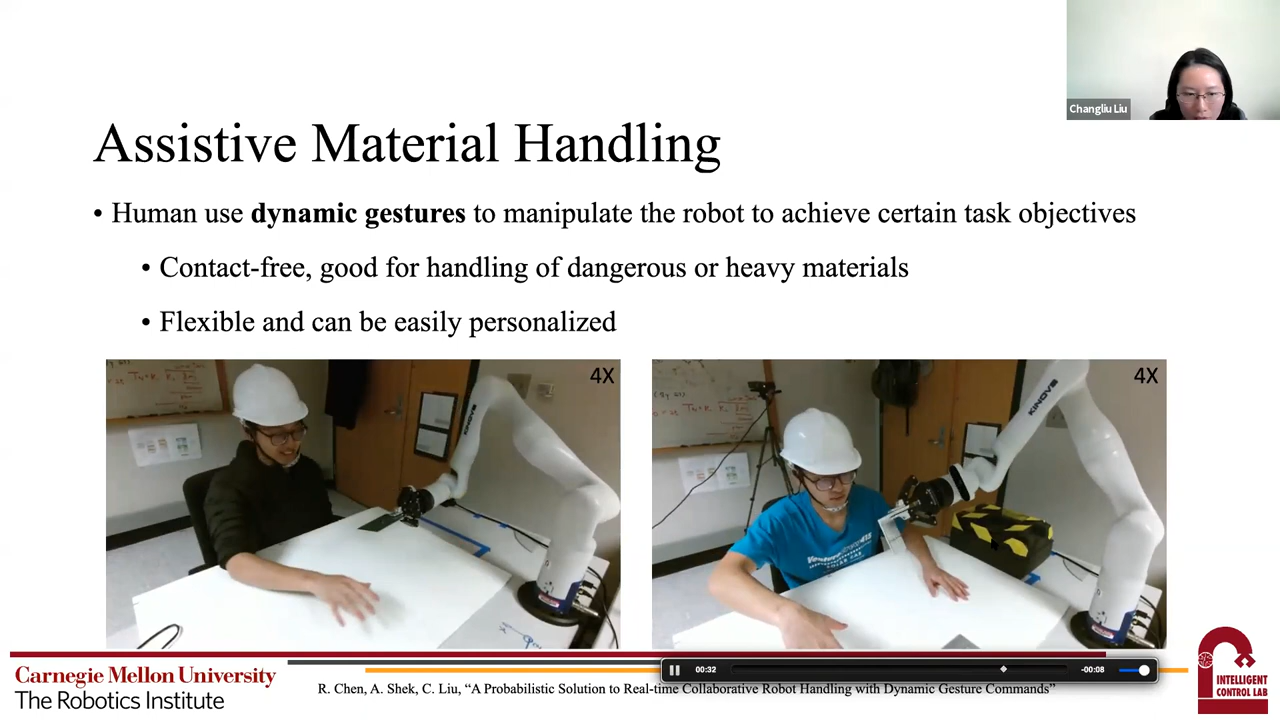 Changliu Liu
Assistive Material Handling
• Human use dynamic gestures to manipulate the robot to achieve certain task objectives
• Contact-free, good for handling of dangerous or heavy materials
• Flexible and can be easily personalized
4X
KINOVA
4X
KINOVA
Carnegie Mellon University
The Robotics Institute
00:32
-00:08
R. Chen, A. Shek, C. Liu, “A Probabilistic Solution to Real-time Collaborative Robot Handling with Dynamic Gesture Commands”
INTELLIGENT
CONTROL LAB